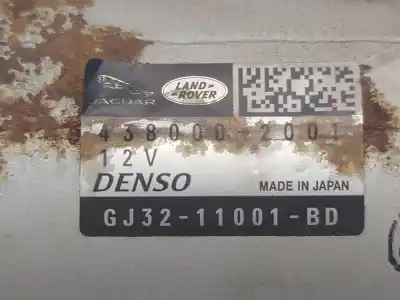 JAGUAR
LAND-
ROVER
438000-2001
12V
DENSO
MADE IN JAPAN
GJ32-11001-BD